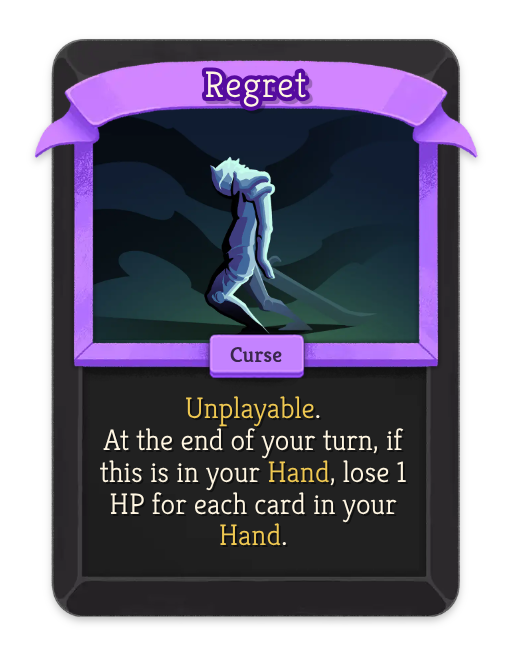 Regret
Curse
Unplayable.
At the end of your turn, if
this is in your Hand, lose 1
HP for each card in your
Hand.